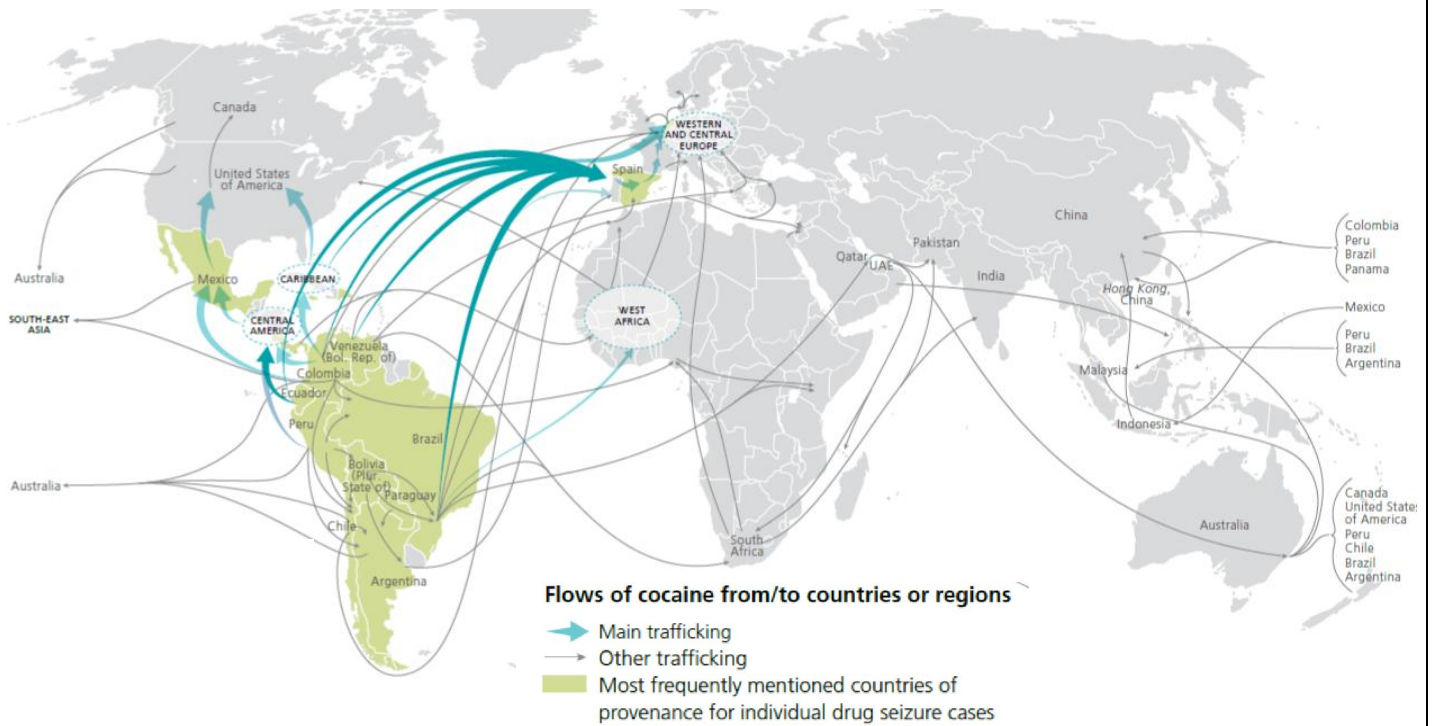 Canada
United States
of America
Australia
SOUTH-EAST
ASIA
Mexico
CARIBBEAN
CENTRAL
AMERICA
Venezuela
(Bol. Rep. of)
Colombia
Ecuador
Peru
Brazil
Bolivia
(Plur.
State of)
Paraguay
Australia
Chile
Argentina
WESTERN
AND CENTRAL
EUROPE
Spain
WEST
AFRICA
South
Africa
Qatar
UAE
Pakistan
India
China
Hong Kong,
China
Malaysia
Indonesia
Australia
Colombia
Peru
Brazil
Panama
Mexico
Peru
Brazil
Argentina
Canada
United States
of America
Peru
Chile
Brazil
Argentina
Flows of cocaine from/to countries or regions
Main trafficking
Other trafficking
Most frequently mentioned countries of
provenance for individual drug seizure cases